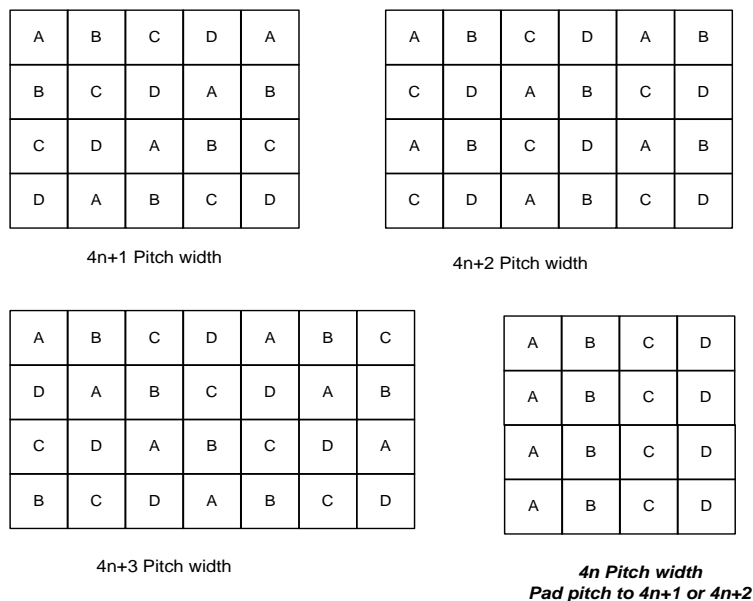 A B C D A
B C D A B
C D A B C
D A B C D
4n+1 Pitch width
A B C D A B
C D A B C D
A B C D A B
C D A B C D
4n+2 Pitch width
A B C D A B C
D A B C D A B
C D A B C D A
B C D A B C D
4n+3 Pitch width
A B C D
A B C D
A B C D
A B C D
4n Pitch width
Pad pitch to 4n+1 or 4n+2